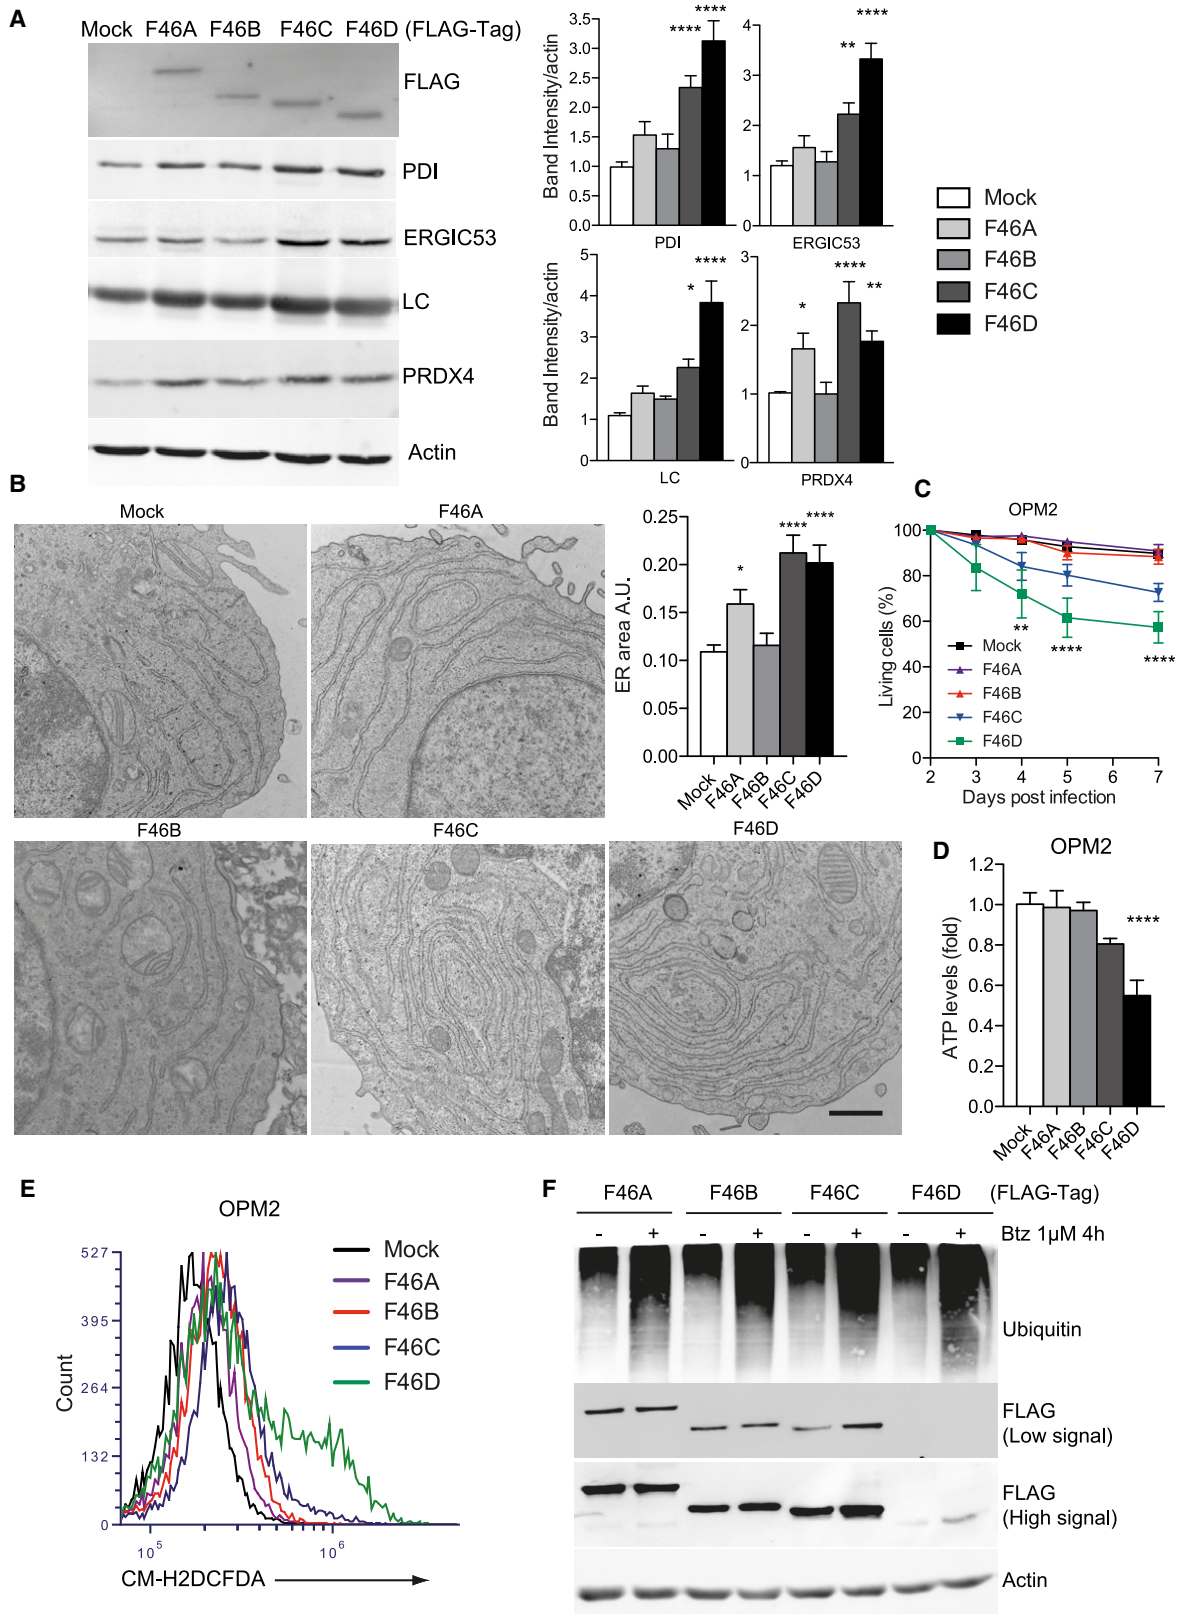 A
Mock F46A F46B F46C F46D (FLAG-Tag)
FLAG
PDI
ERGIC53
LC
PRDX4
Actin
Band Intensity/actin
3.5
3.0
2.5
2.0
1.5
1.0
0.5
0.0
**** ****
PDI
4
3
2
1
0
** ****
ERGIC53
Band Intensity/actin
5
4
3
2
1
0
* ****
LC
3
2
1
0
* **** **
PRDX4
Mock
F46A
F46B
F46C
F46D
B
Mock
F46A
F46B
F46C
F46D
ER area A.U.
0.25
0.20
0.15
0.10
0.05
0.00
* **** ****
Mock F46A F46B F46C F46D
C
OPM2
Living cells (%)
100
80
60
40
20
0
** **** ****
Mock
F46A
F46B
F46C
F46D
2 3 4 5 6 7
Days post infection
D
OPM2
ATP levels (fold)
1.2
1.0
0.8
0.6
0.4
0.2
0.0
****
Mock F46A F46B F46C F46D
E
OPM2
Count
527
395
264
132
0
10^5 10^6
CM-H2DCFDA
Mock
F46A
F46B
F46C
F46D
F
F46A F46B F46C F46D (FLAG-Tag)
- + - + - + - + Btz 1µM 4h
Ubiquitin
FLAG
(Low signal)
FLAG
(High signal)
Actin